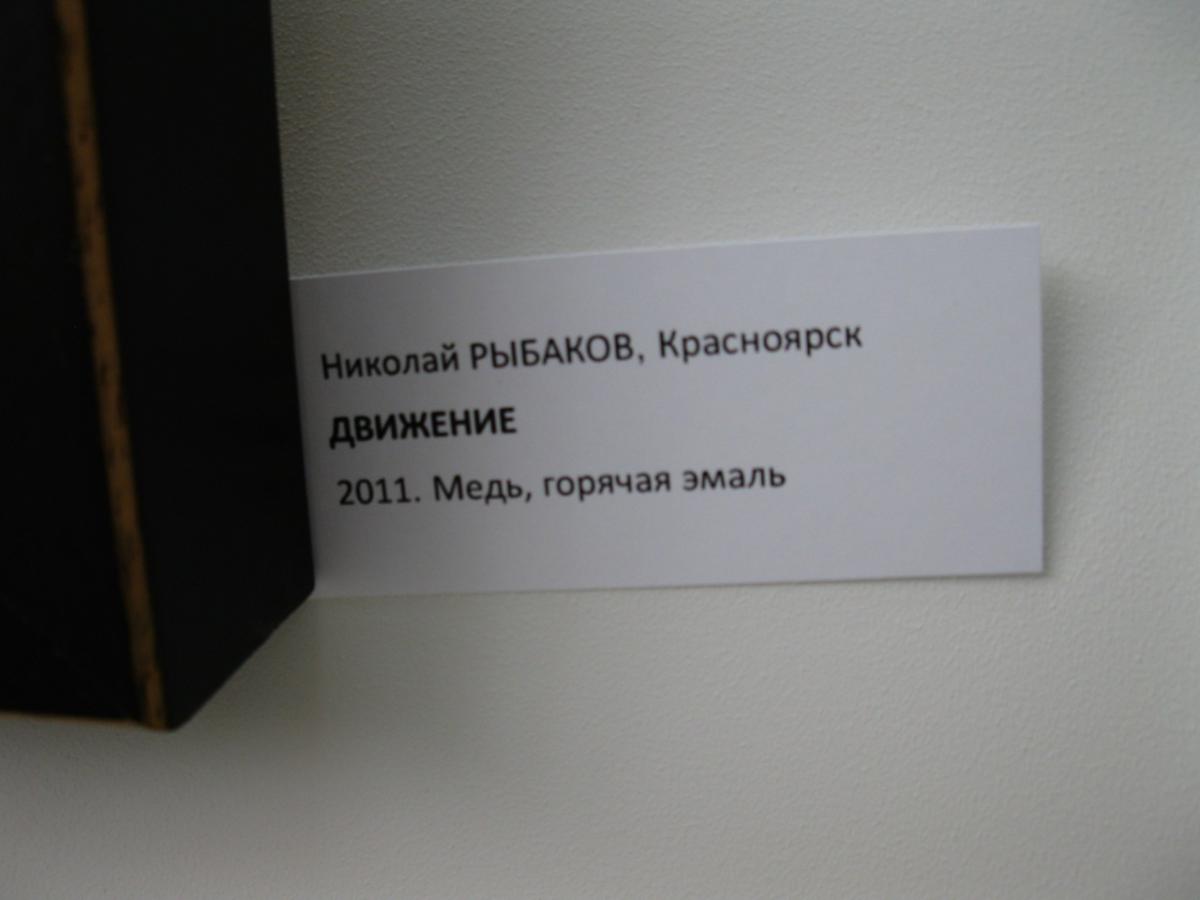 Николай РЫБАКОВ, Красноярск
ДВИЖЕНИЕ
2011. Медь, горячая эмаль